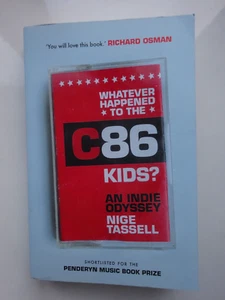 'You will love this book.' RICHARD OSMAN
WHATEVER
HAPPENED
TO THE
C86
KIDS?
AN INDIE
ODYSSEY
NIGE
TASSELL
SHORTLISTED FOR THE
PENDERYN MUSIC BOOK PRIZE